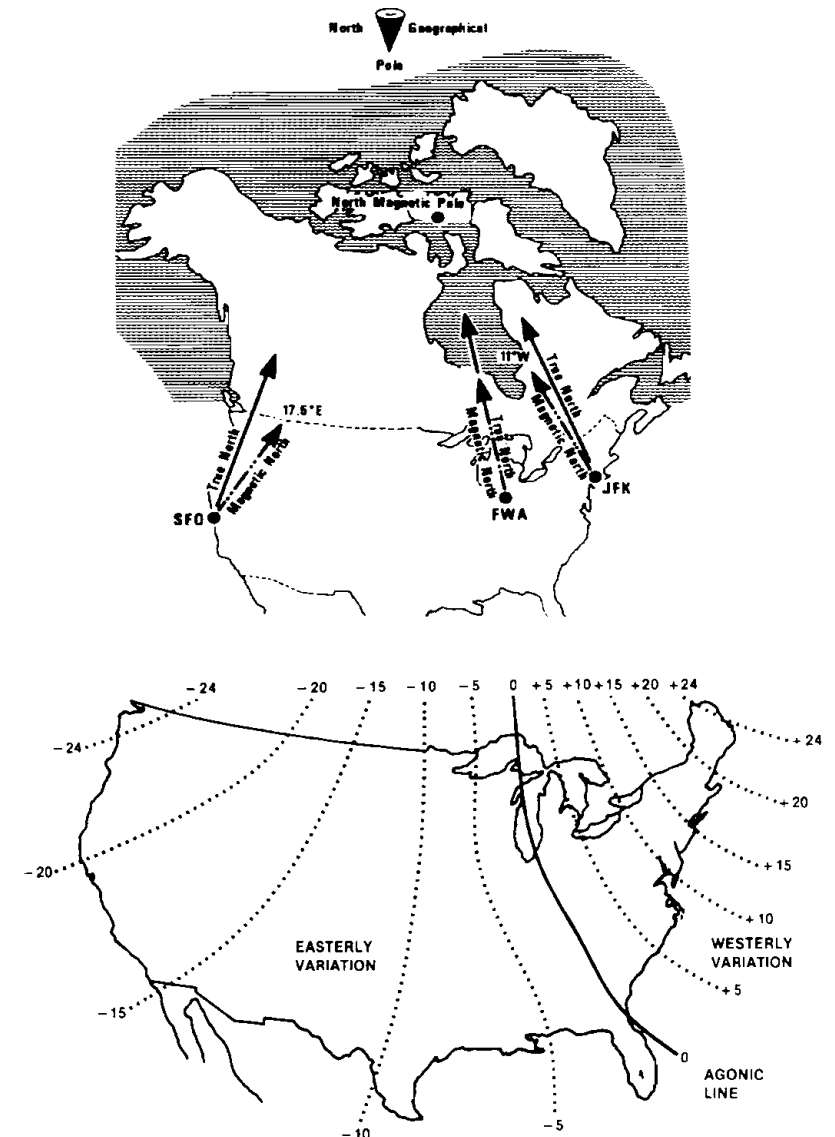 North Geographical
Pole
North Magnetic Pole
11°W
True North
Magnetic North
17.5°E
True North
Magnetic North
True North
Magnetic North
SFO
FWA
JFK
-24 -20 -15 -10 -5 0 +5 +10 +15 +20 +24
-24
+24
+20
-20
+15
+10
EASTERLY
VARIATION
WESTERLY
VARIATION
+5
-15
0
AGONIC
LINE
-10
-5